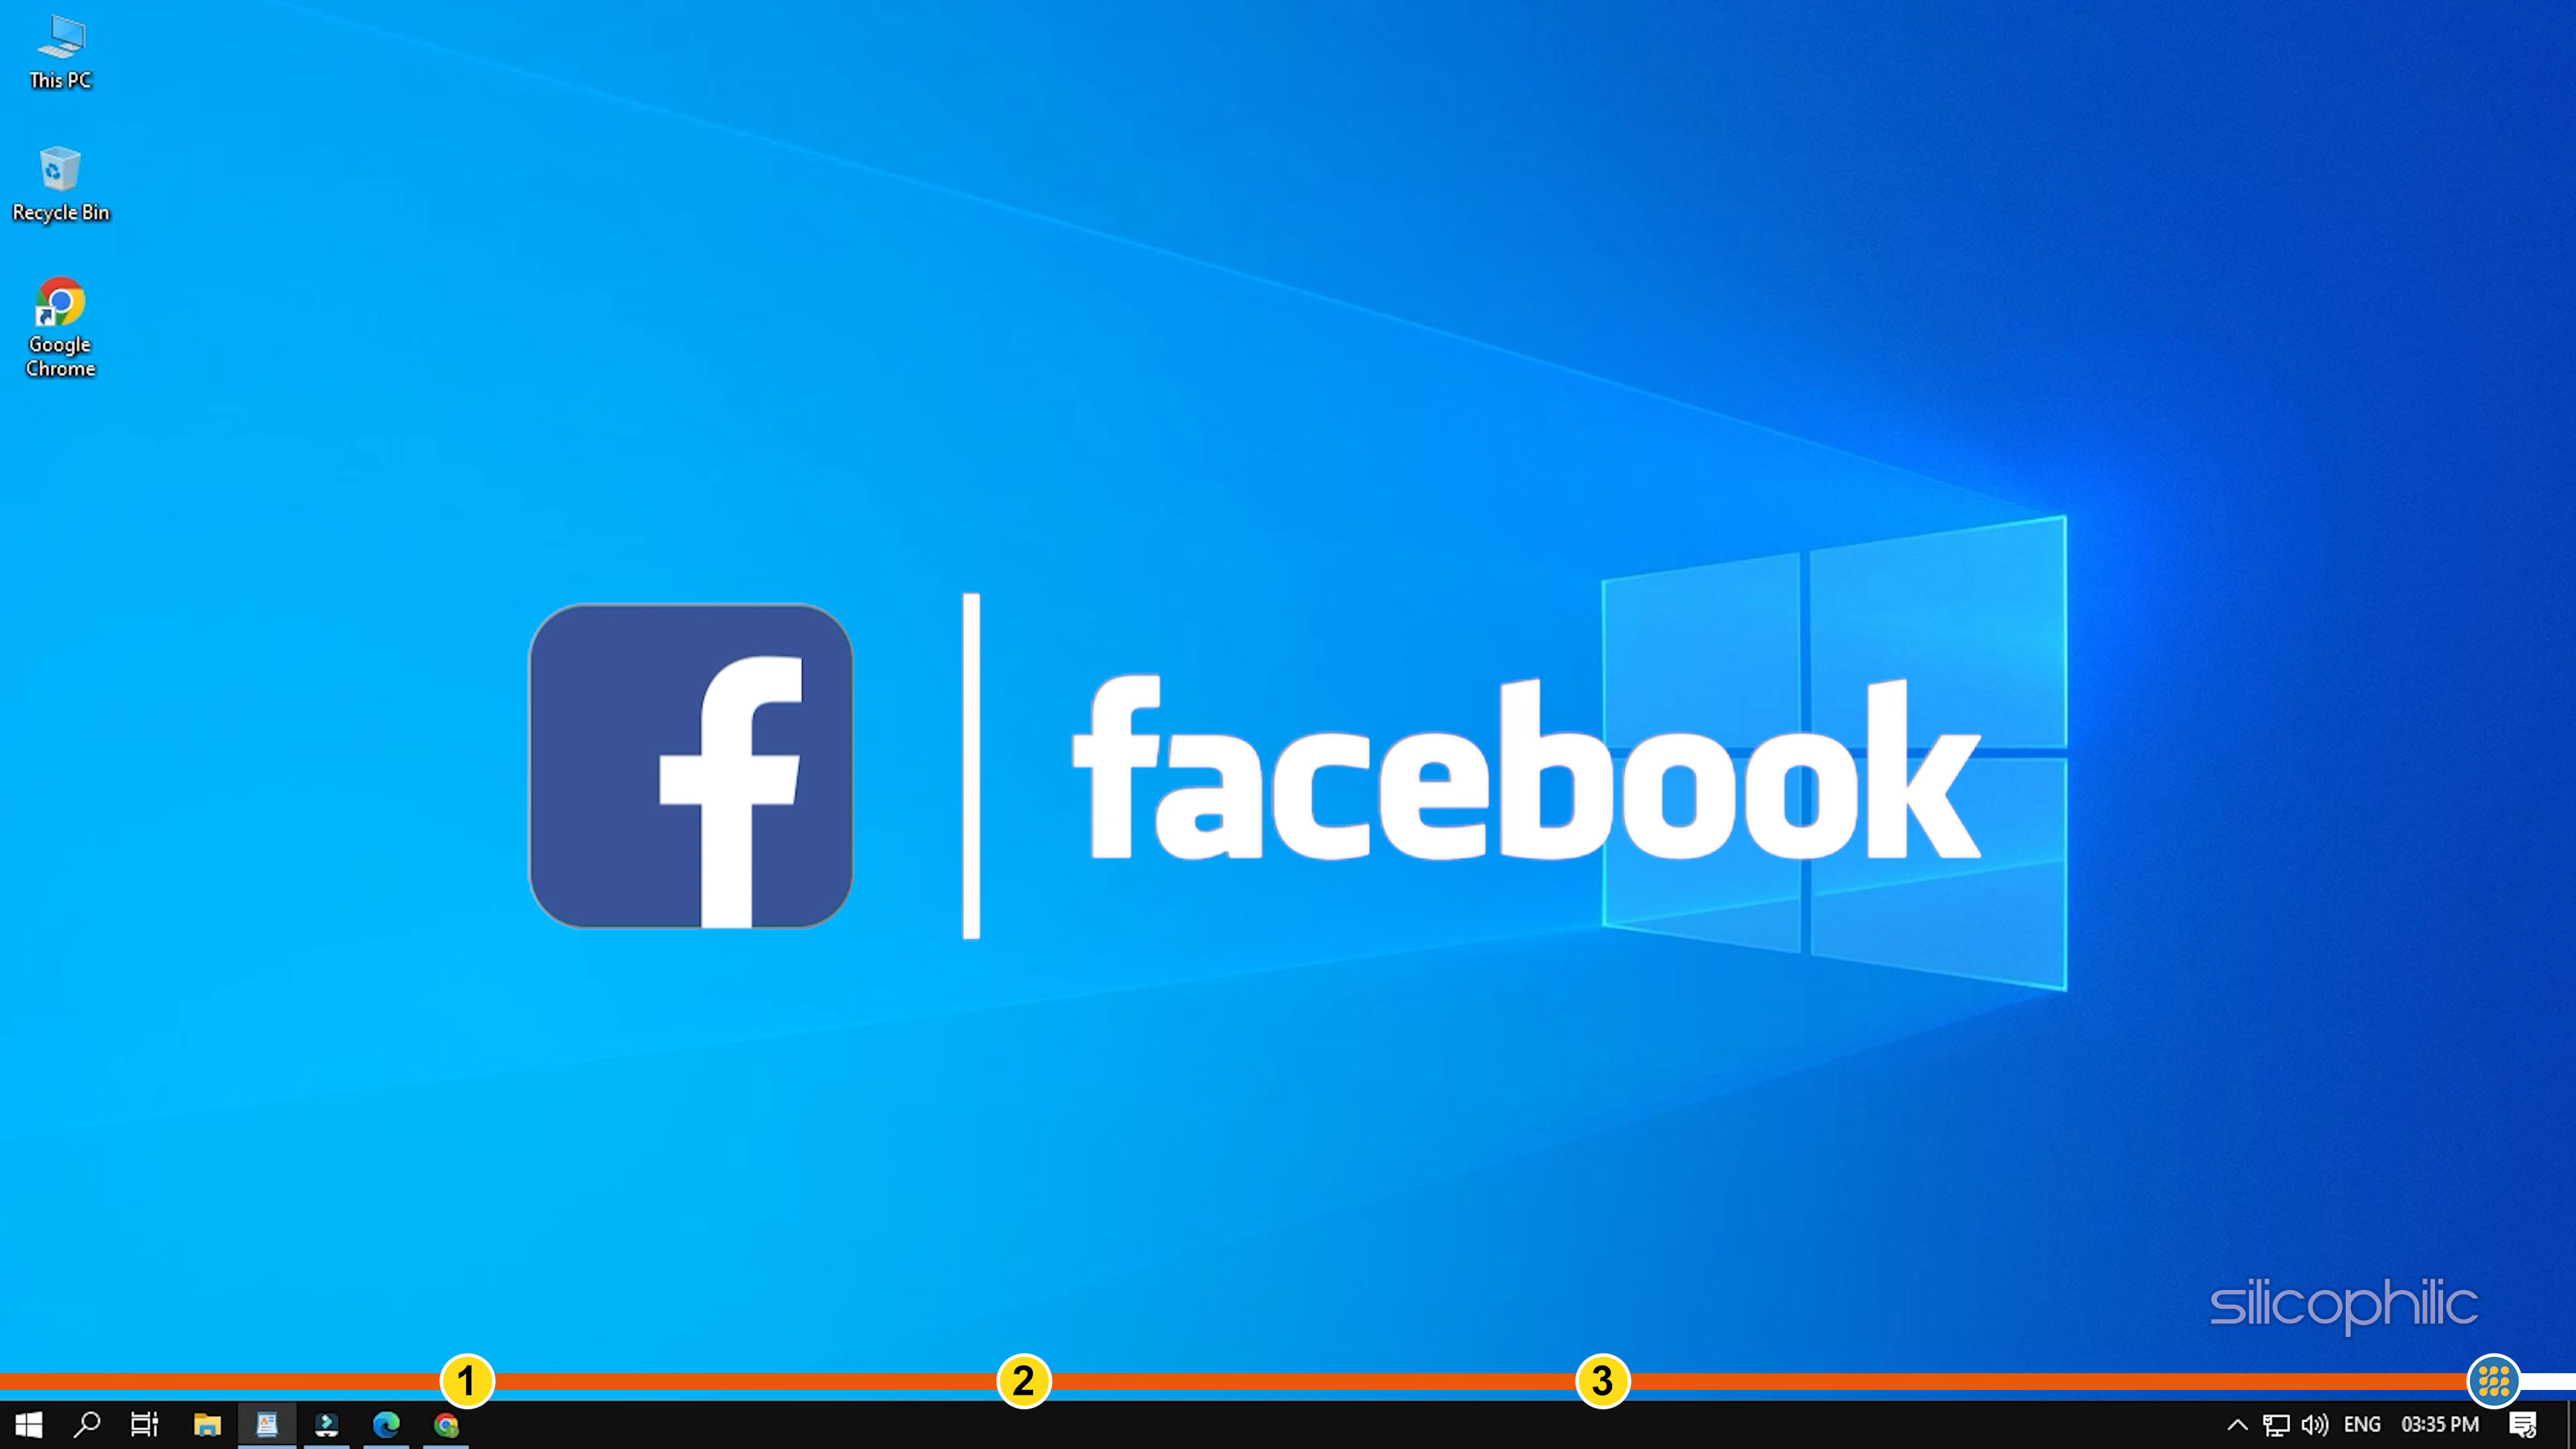 This PC
Recycle Bin
Google
Chrome
f
facebook
silicophilic
1
2
3
ENG
03:35 PM